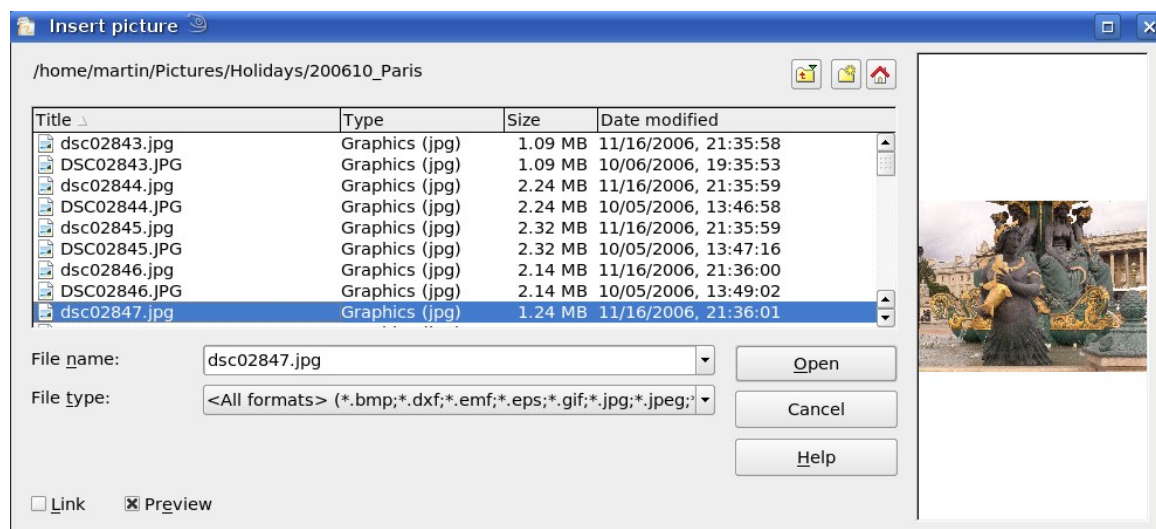 Insert picture
/home/martin/Pictures/Holidays/200610_Paris
Title Type Size Date modified
dsc02843.jpg Graphics (jpg) 1.09 MB 11/16/2006, 21:35:58
DSC02843.JPG Graphics (jpg) 1.09 MB 10/06/2006, 19:35:53
dsc02844.jpg Graphics (jpg) 2.24 MB 11/16/2006, 21:35:59
DSC02844.JPG Graphics (jpg) 2.24 MB 10/05/2006, 13:46:58
dsc02845.jpg Graphics (jpg) 2.32 MB 11/16/2006, 21:35:59
DSC02845.JPG Graphics (jpg) 2.32 MB 10/05/2006, 13:47:16
dsc02846.jpg Graphics (jpg) 2.14 MB 11/16/2006, 21:36:00
DSC02846.JPG Graphics (jpg) 2.14 MB 10/05/2006, 13:49:02
dsc02847.jpg Graphics (jpg) 1.24 MB 11/16/2006, 21:36:01
File name: dsc02847.jpg Open
File type: <All formats> (*.bmp;*.dxf;*.emf;*.eps;*.gif;*.jpg;*.jpeg;
Cancel
Help
Link Preview